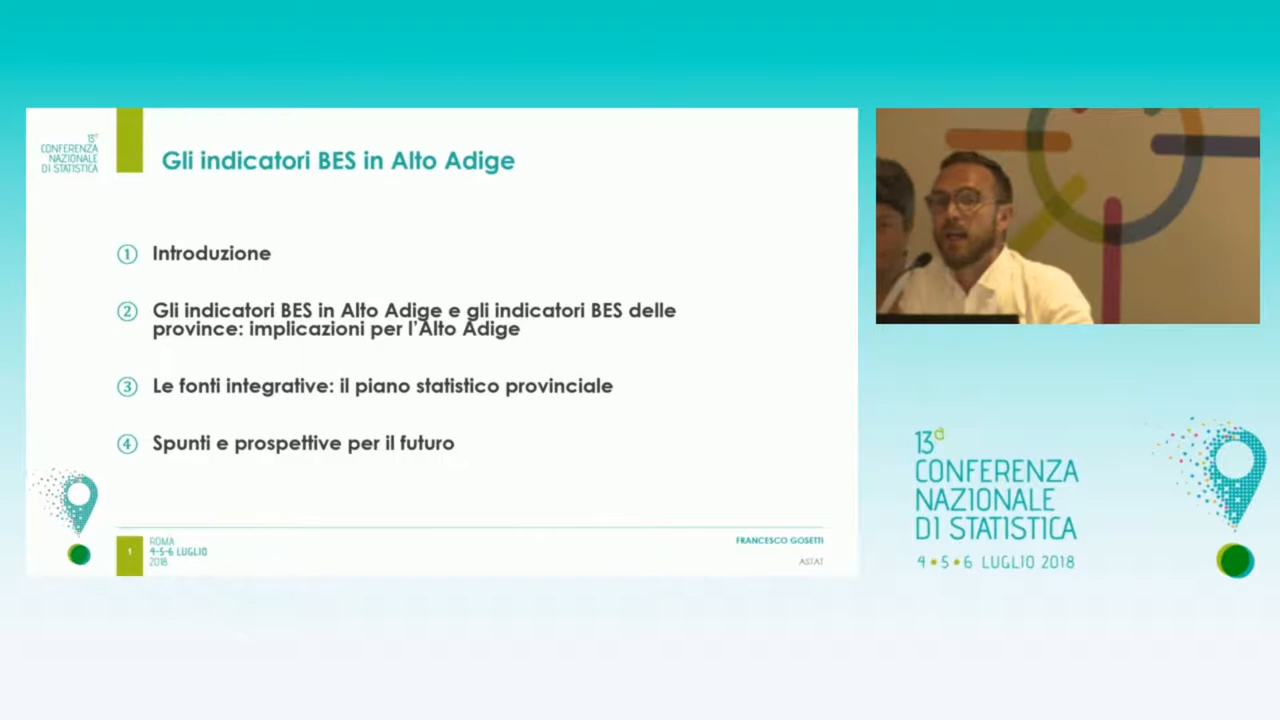 13ª
CONFERENZA
NAZIONALE
DI STATISTICA
Gli indicatori BES in Alto Adige
1 Introduzione
2 Gli indicatori BES in Alto Adige e gli indicatori BES delle
province: implicazioni per l'Alto Adige
3 Le fonti integrative: il piano statistico provinciale
4 Spunti e prospettive per il futuro
1
ROMA
4-5-6 LUGLIO
2018
FRANCESCO GOSETTI
ASTAT
13ª
CONFERENZA
NAZIONALE
DI STATISTICA
4•5•6 LUGLIO 2018